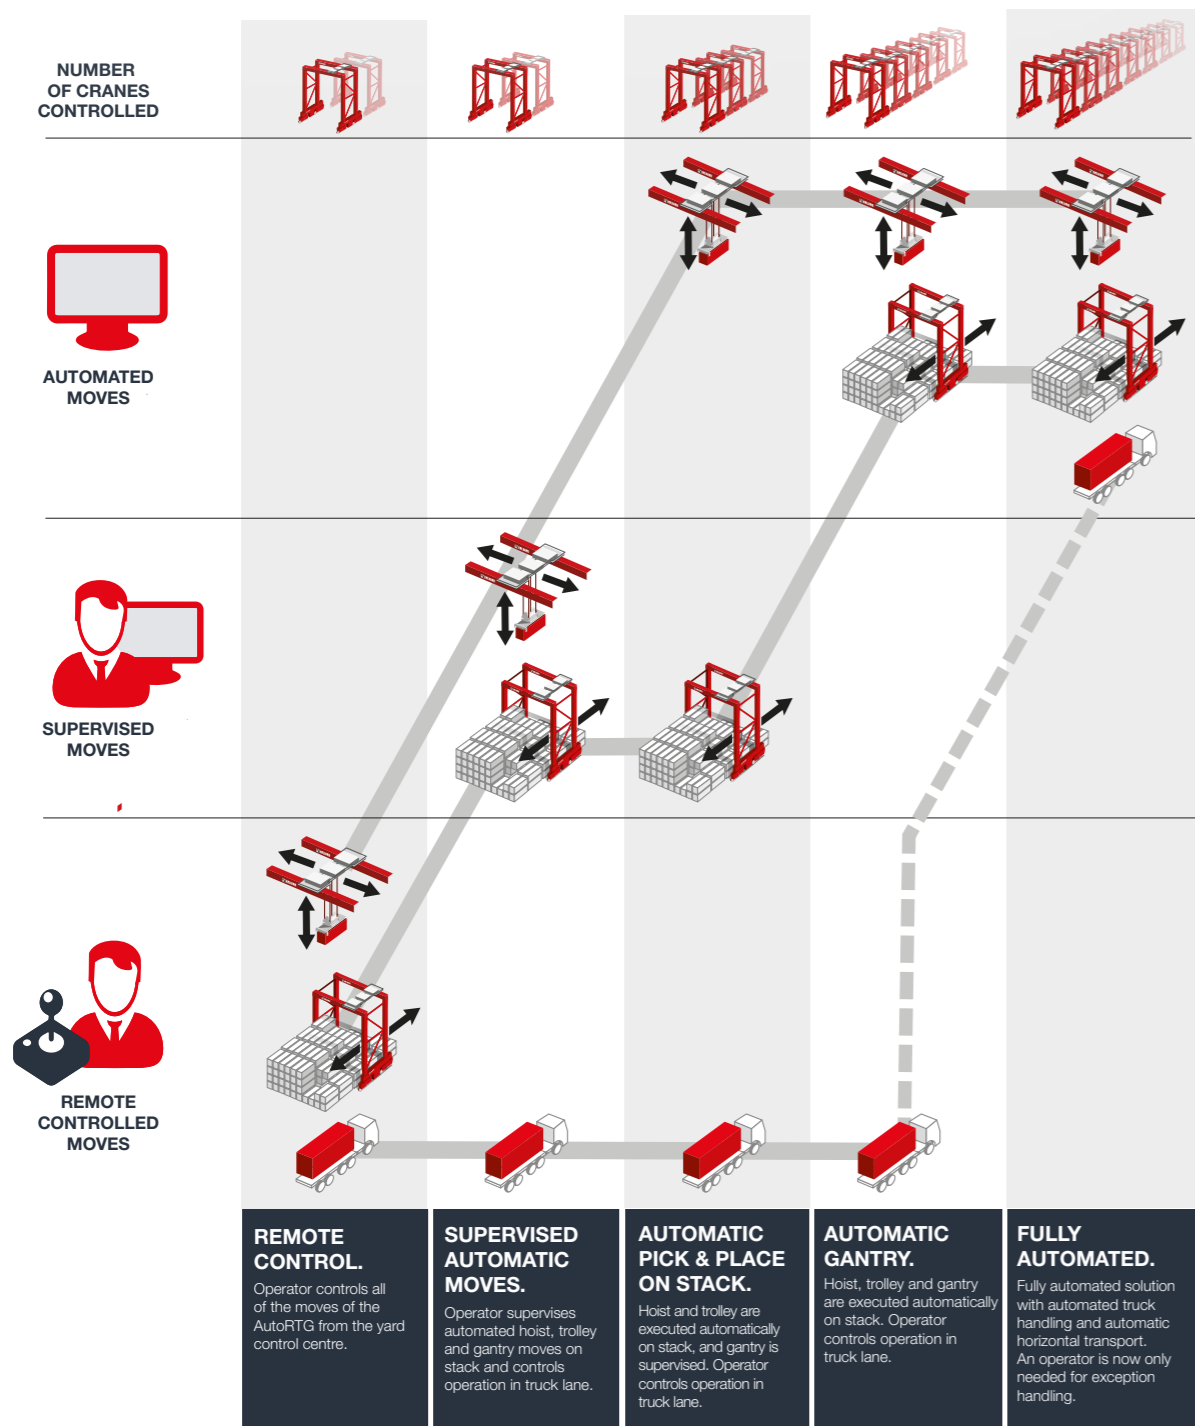 NUMBER
OF CRANES
CONTROLLED
AUTOMATED
MOVES
SUPERVISED
MOVES
REMOTE
CONTROLLED
MOVES
REMOTE
CONTROL.
Operator controls all
of the moves of the
AutoRTG from the yard
control centre.
SUPERVISED
AUTOMATIC
MOVES.
Operator supervises
automated hoist, trolley
and gantry moves on
stack and controls
operation in truck lane.
AUTOMATIC
PICK & PLACE
ON STACK.
Hoist and trolley are
executed automatically
on stack, and gantry is
supervised. Operator
controls operation in
truck lane.
AUTOMATIC
GANTRY.
Hoist, trolley and gantry
are executed automatically
on stack. Operator
controls operation in
truck lane.
FULLY
AUTOMATED.
Fully automated solution
with automated truck
handling and automatic
horizontal transport.
An operator is now only
needed for exception
handling.